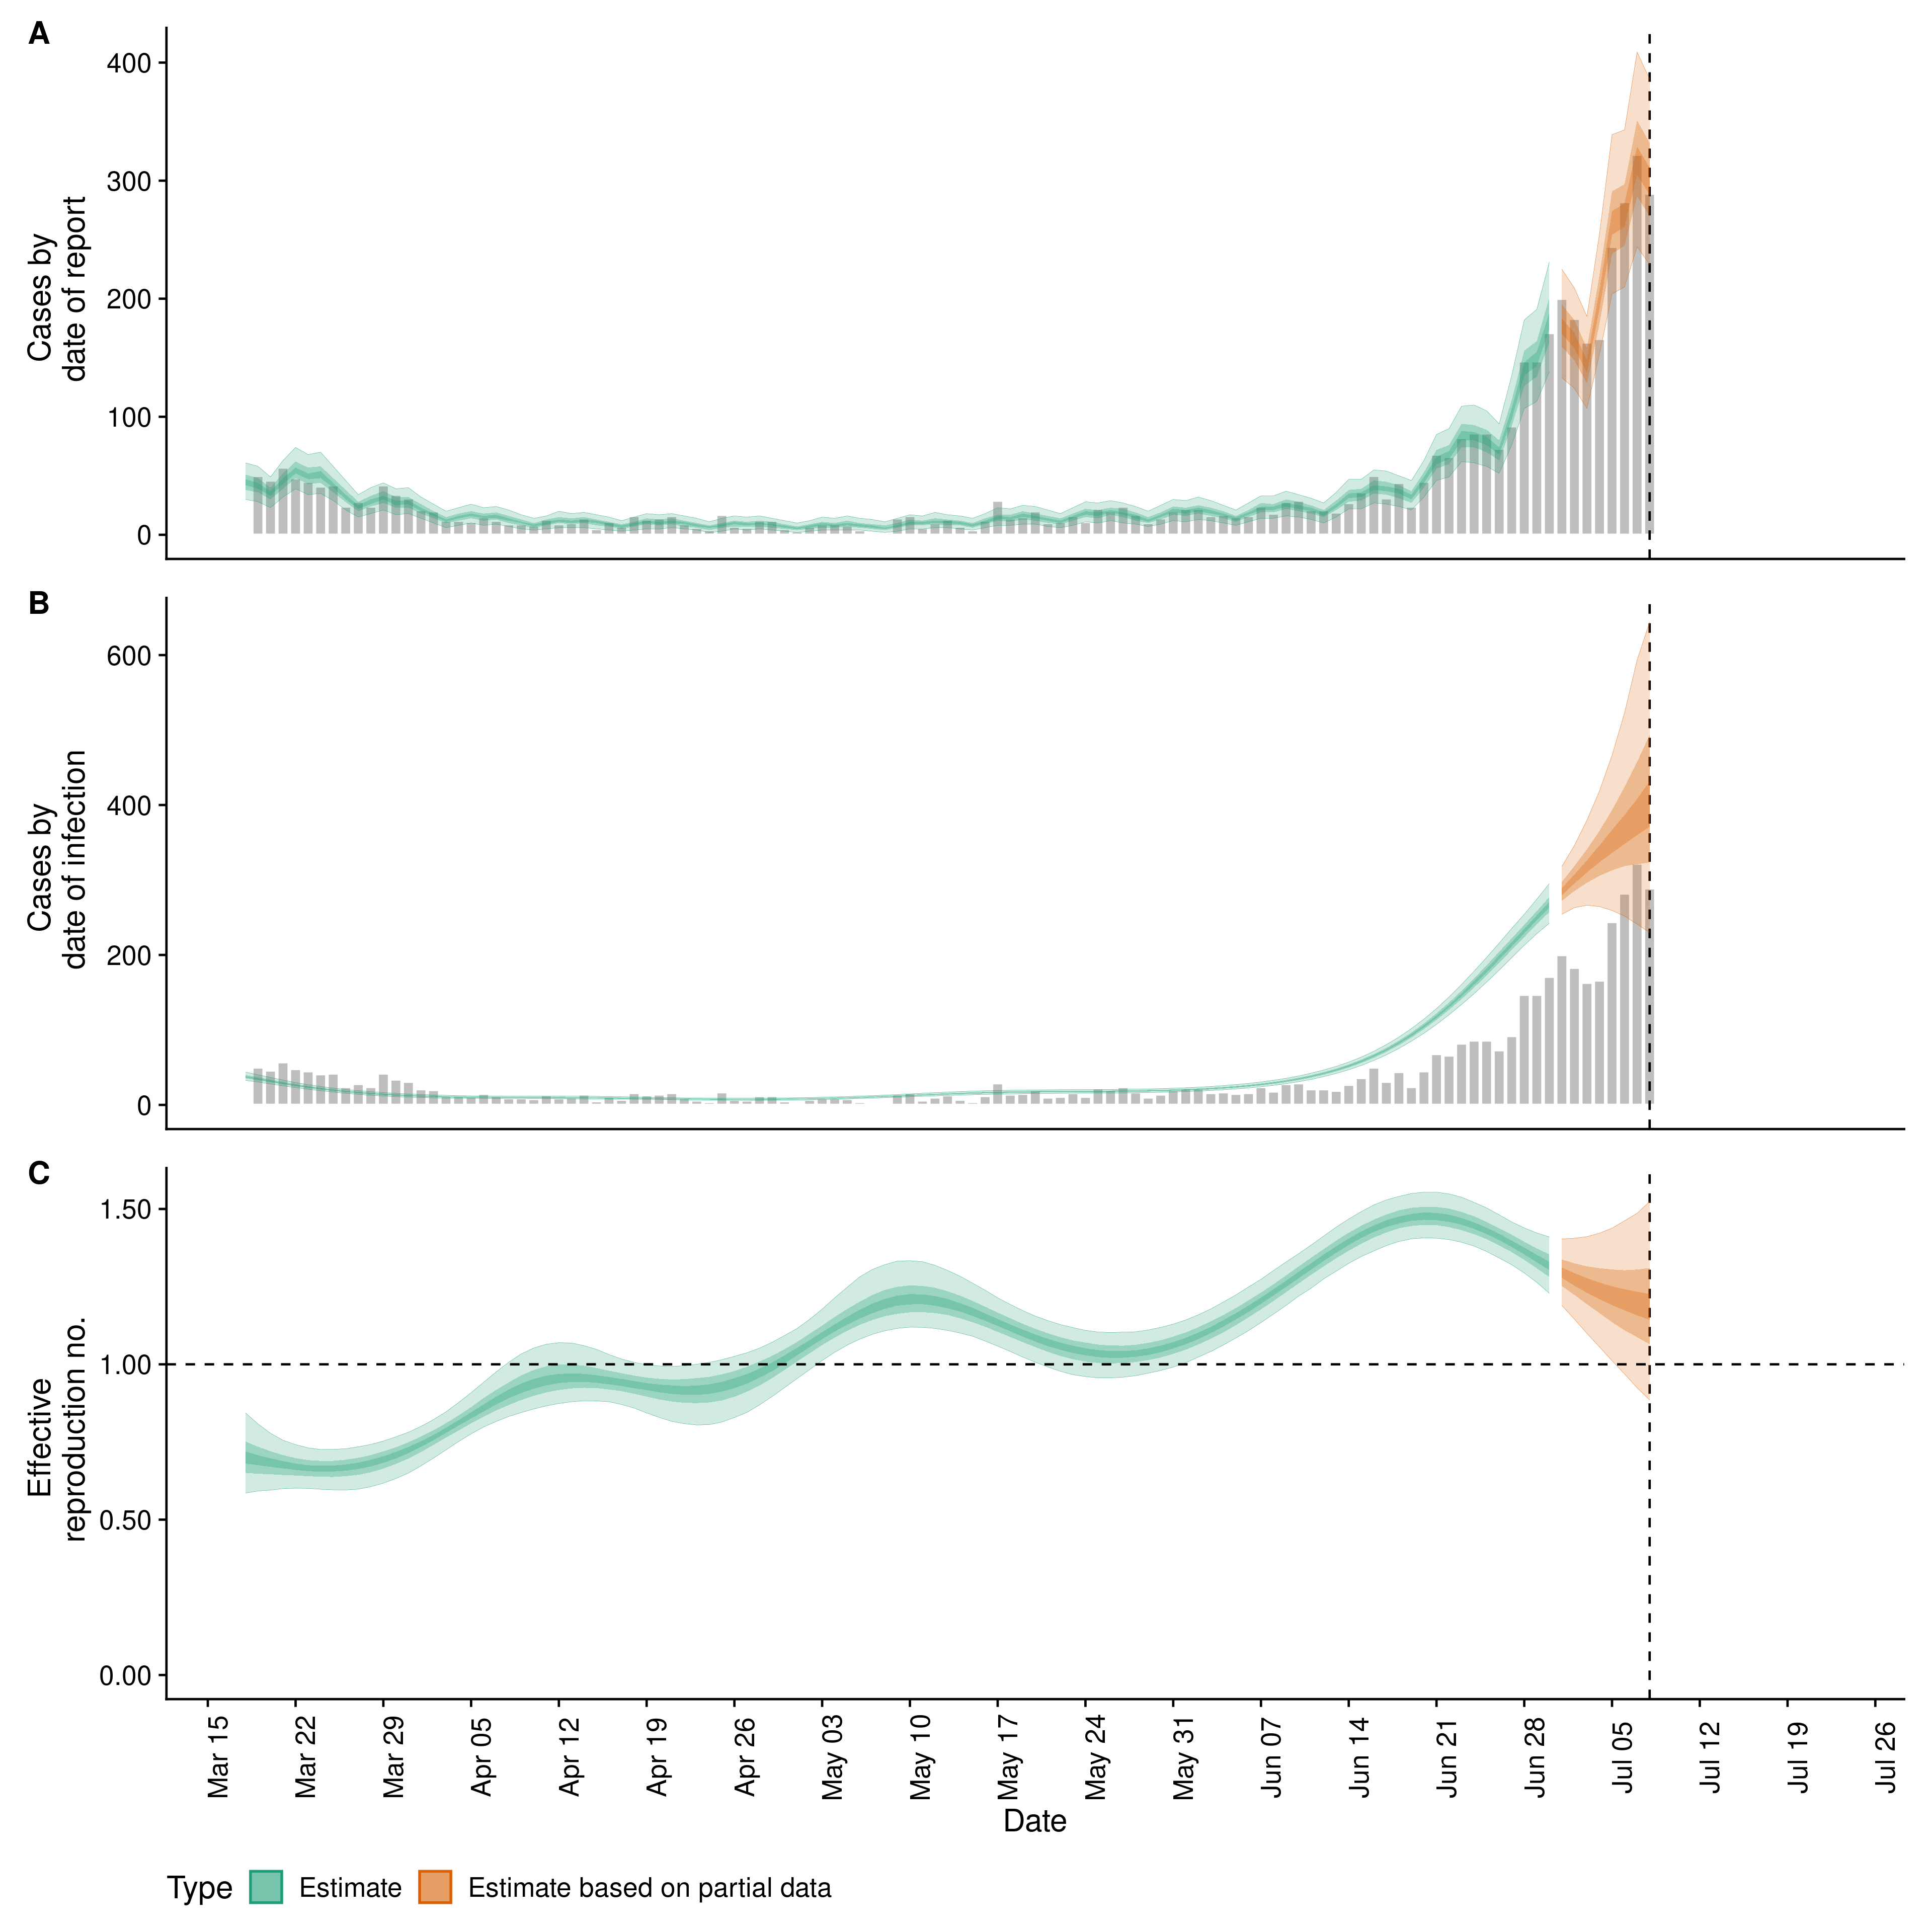 A
400
300
200
100
0
Cases by
date of report
B
600
400
200
0
Cases by
date of infection
C
1.50
1.00
0.50
0.00
Effective
reproduction no.
Mar 15
Mar 22
Mar 29
Apr 05
Apr 12
Apr 19
Apr 26
May 03
May 10
May 17
May 24
May 31
Jun 07
Jun 14
Jun 21
Jun 28
Jul 05
Jul 12
Jul 19
Jul 26
Date
Type Estimate Estimate based on partial data